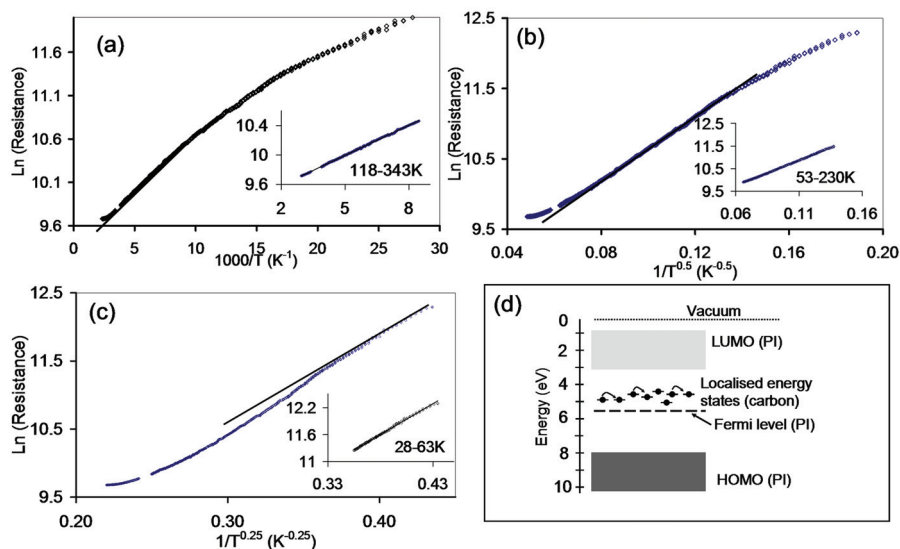 (a)
Ln (Resistance)
11.6
11.1
10.6
10.1
9.6
0 5 10 15 20 25 30
1000/T (K-1)
10.4
10
9.6
118-343K
2 5 8
(b)
Ln (Resistance)
12.5
11.5
10.5
9.5
0.04 0.08 0.12 0.16 0.20
1/T0.5 (K-0.5)
12.5
11.5
10.5
9.5
53-230K
0.06 0.11 0.16
(c)
Ln (Resistance)
12.5
11.5
10.5
9.5
0.20 0.30 0.40
1/T0.25 (K-0.25)
12.2
11.6
11
28-63K
0.33 0.43
(d)
Energy (eV)
0
2
4
6
8
10
Vacuum
LUMO (PI)
Localised energy
states (carbon)
Fermi level (PI)
HOMO (PI)